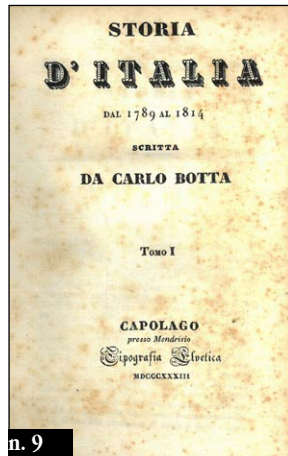 STORIA
D'ITALIA
DAL 1789 AL 1814
SCRITTA
DA CARLO BOTTA
TOMO I
CAPOLAGO
presso Mendrisio
Tipografia Elvetica
MDCCCXXXIII
n. 9